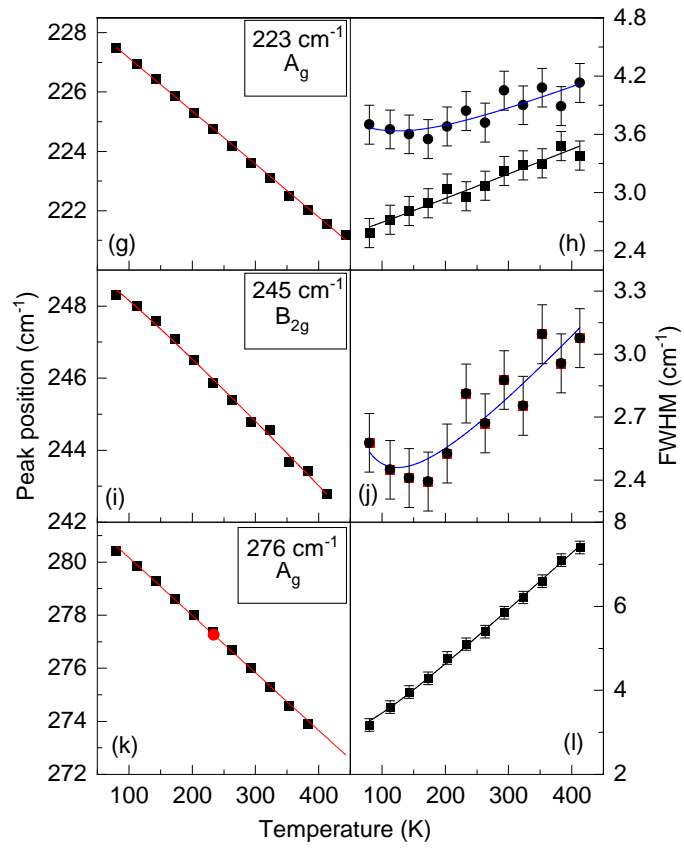 228
226
224
222
223 cm⁻¹
A_g
(g)
4.8
4.2
3.6
3.0
2.4
(h)
248
246
244
242
245 cm⁻¹
B_2g
(i)
3.3
3.0
2.7
2.4
8
(j)
280
278
276
274
272
276 cm⁻¹
A_g
(k)
6
4
2
(l)
Peak position (cm⁻¹)
FWHM (cm⁻¹)
100 200 300 400
100 200 300 400
Temperature (K)